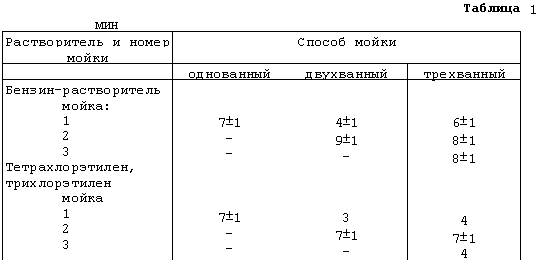 Таблица 1
мин
Растворитель и номер мойки Способ мойки
однованный двухванный трехванный
Бензин-растворитель
мойка:
1 7±1 4±1 6±1
2 – 9±1 8±1
3 – – 8±1
Тетрахлорэтилен,
трихлорэтилен
мойка
1 7±1 3 4
2 – 7±1 7±1
3 – – 4